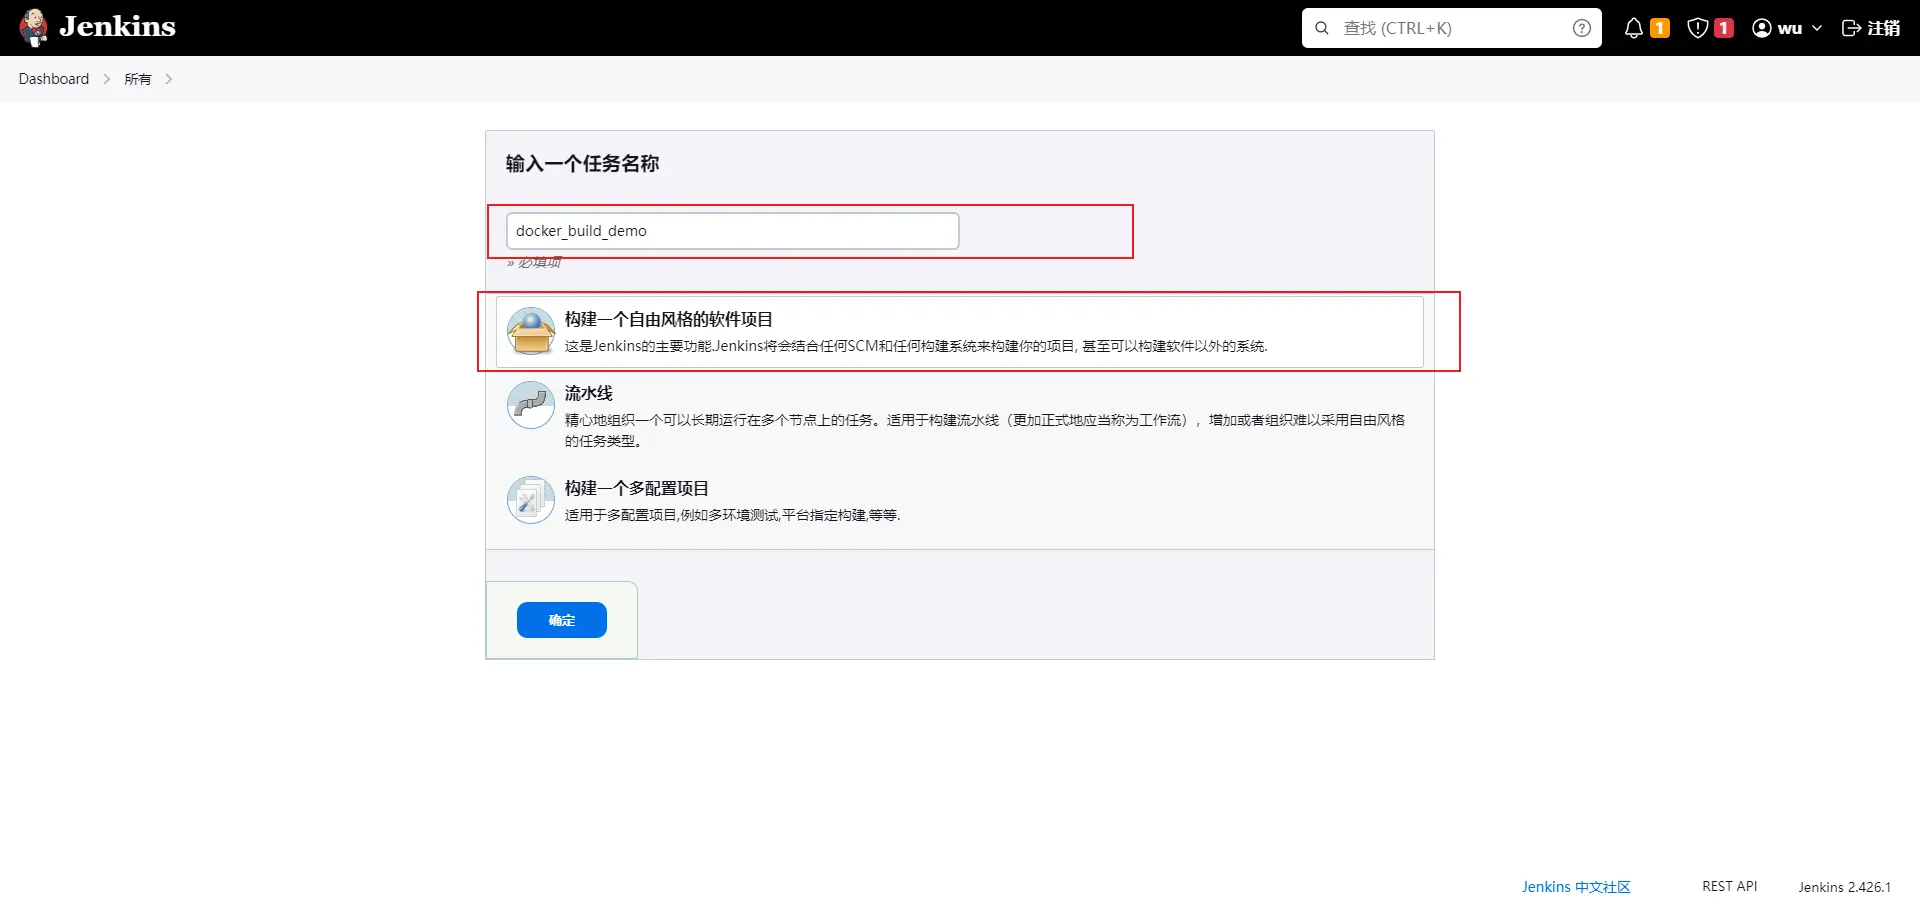 Jenkins
查找 (CTRL+K)
1
1
wu
注销
Dashboard
所有
输入一个任务名称
docker_build_demo
» 必填项
构建一个自由风格的软件项目
这是Jenkins的主要功能.Jenkins将会结合任何SCM和任何构建系统来构建你的项目, 甚至可以构建软件以外的系统.
流水线
精心地组织一个可以长期运行在多个节点上的任务。适用于构建流水线（更加正式地应当称为工作流），增加或者组织难以采用自由风格
的任务类型。
构建一个多配置项目
适用于多配置项目,例如多环境测试,平台指定构建,等等.
确定
Jenkins 中文社区
REST API
Jenkins 2.426.1